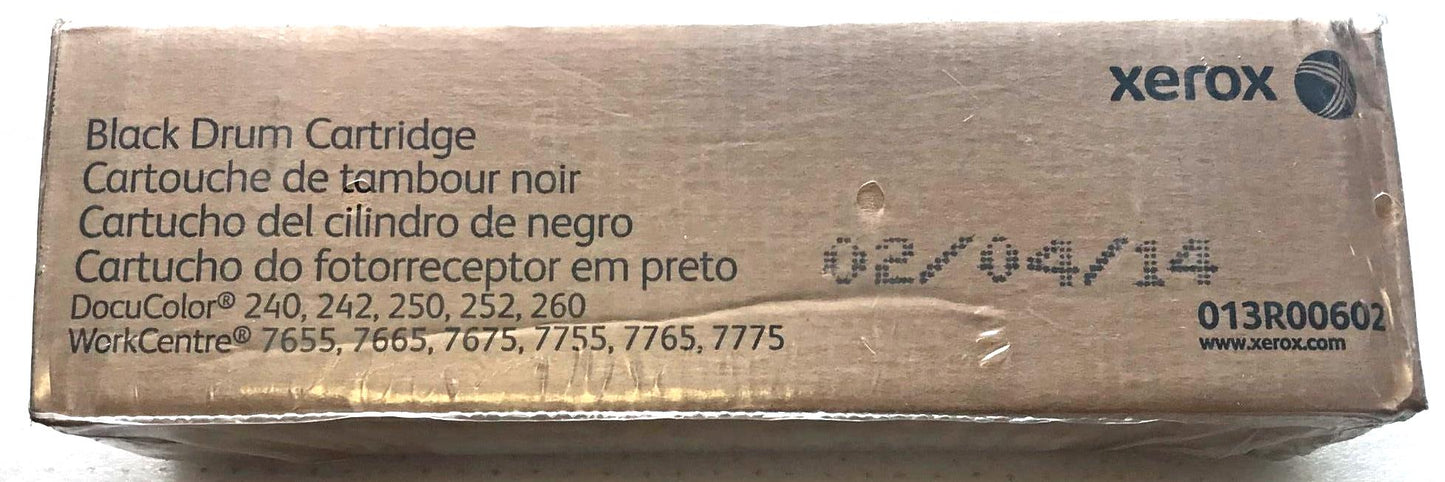 xerox
Black Drum Cartridge
Cartouche de tambour noir
Cartucho del cilindro de negro
Cartucho do fotorreceptor em preto
DocuColor® 240, 242, 250, 252, 260
WorkCentre® 7655, 7665, 7675, 7755, 7765, 7775
02/04/14
013R00602
www.xerox.com